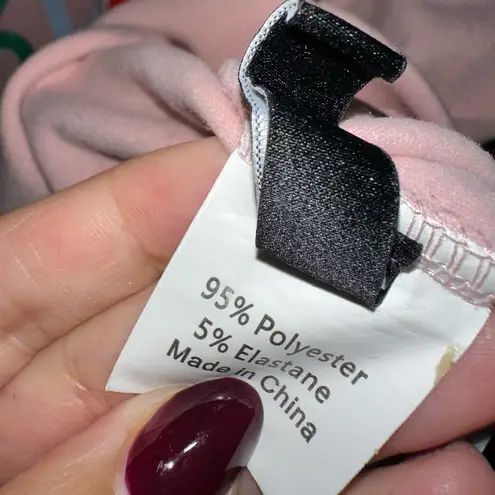 95% Polyester
5% Elastane
Made in China